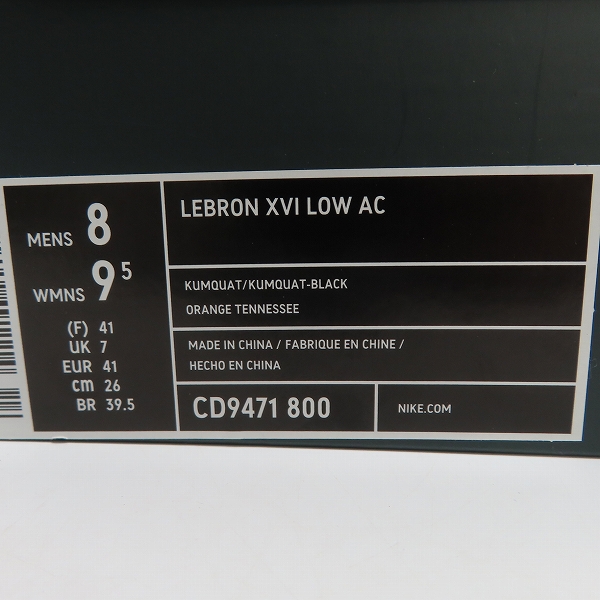 MENS 8
WMNS 9 5
(F) 41
UK 7
EUR 41
cm 26
BR 39.5
LEBRON XVI LOW AC
KUMQUAT/KUMQUAT-BLACK
ORANGE TENNESSEE
MADE IN CHINA / FABRIQUE EN CHINE /
HECHO EN CHINA
CD9471 800
NIKE.COM